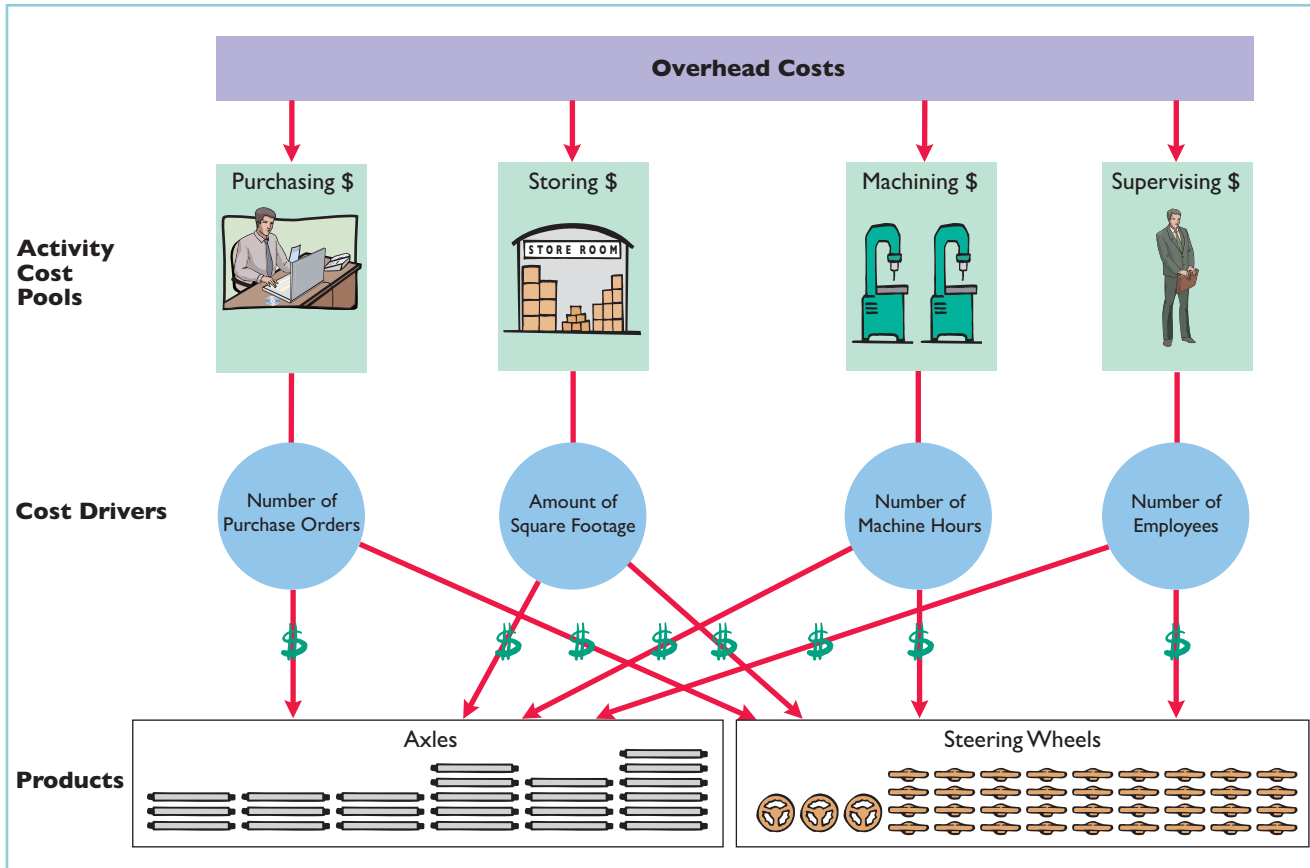 Overhead Costs
Purchasing $
Storing $
Machining $
Supervising $
STORE ROOM
Activity
Cost
Pools
Cost Drivers
Number of
Purchase Orders
Amount of
Square Footage
Number of
Machine Hours
Number of
Employees
$ $ $ $ $ $ $ $
Products
Axles
Steering Wheels